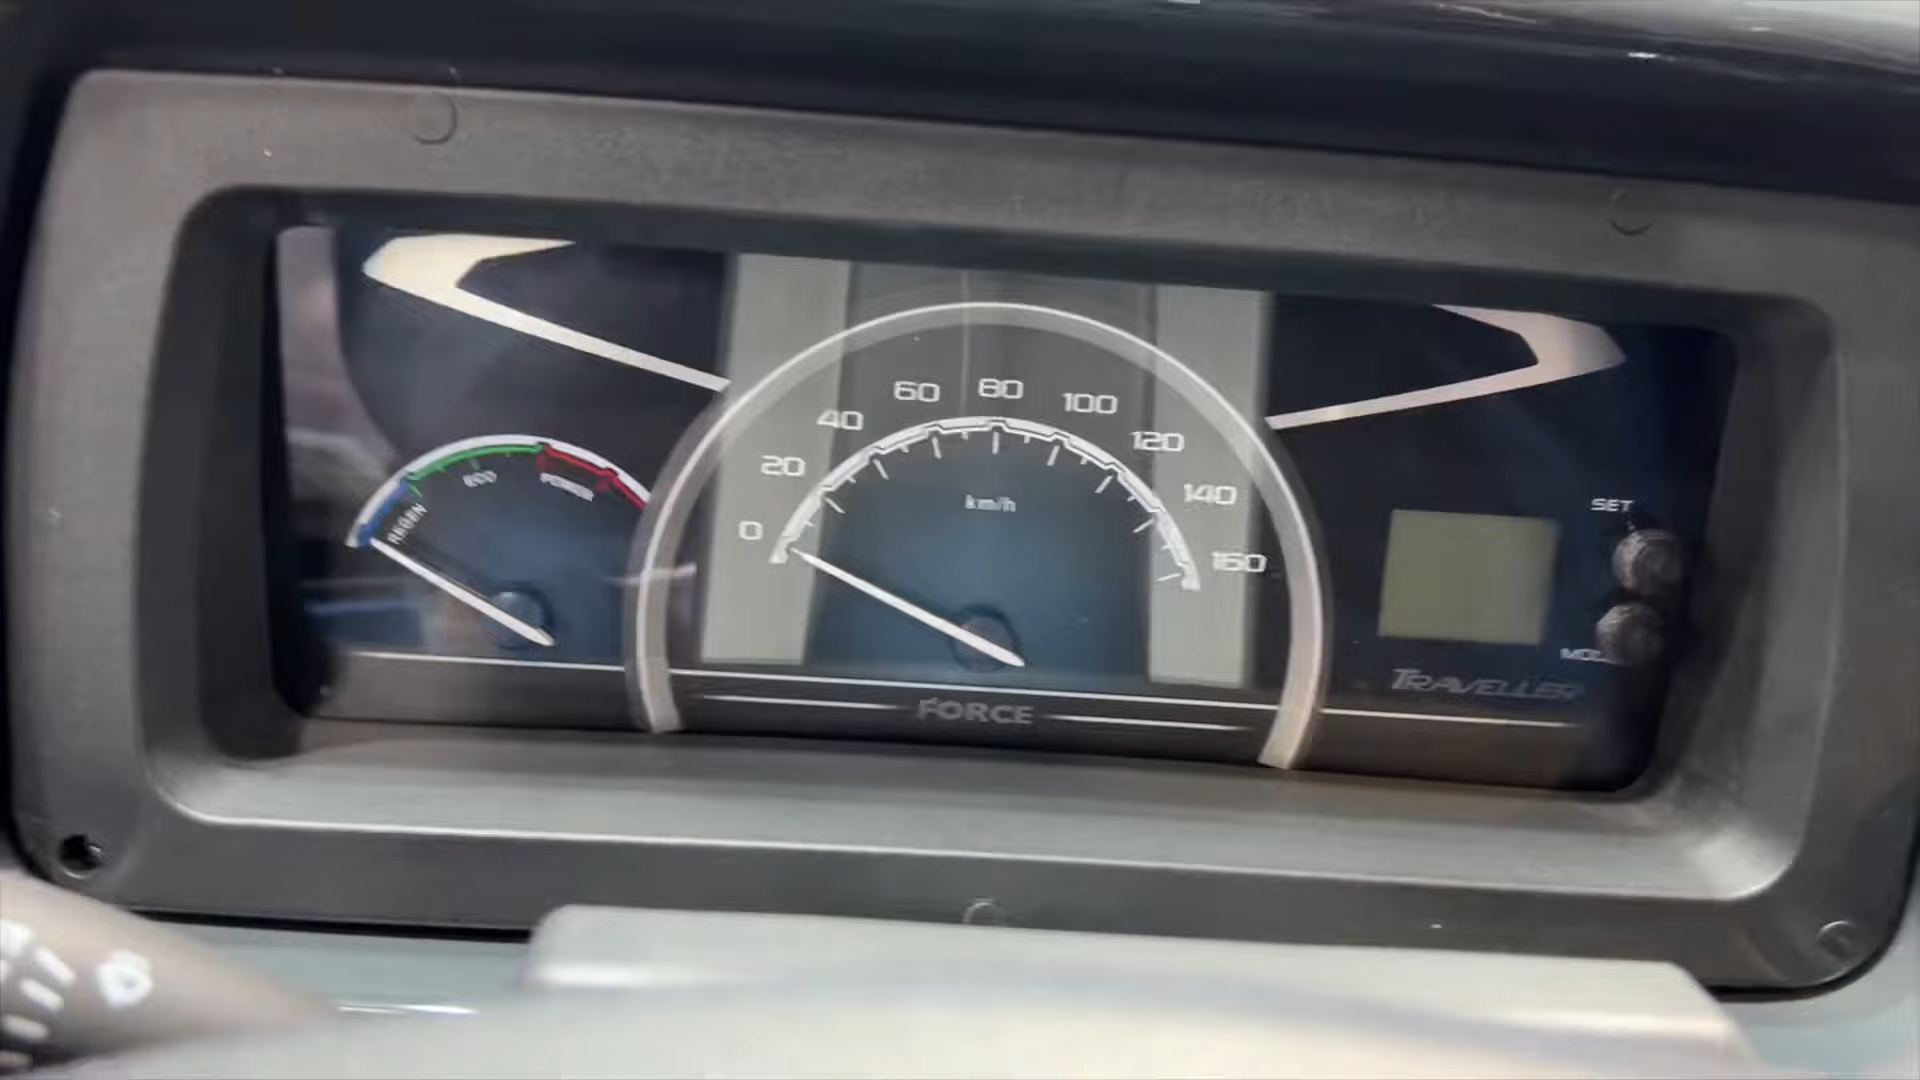 60 80 100
40 120
20 140
0 160
km/h
REGEN ECO POWER
SET
TRAVELLER
FORCE